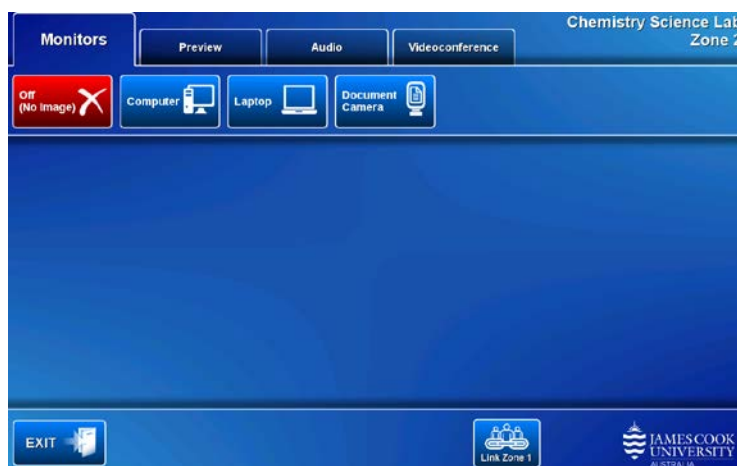 Monitors
Preview
Audio
Videoconference
Chemistry Science Lab
Zone 2
Off
(No Image)
Computer
Laptop
Document
Camera
EXIT
Link Zone 1
JAMES COOK
UNIVERSITY
AUSTRALIA